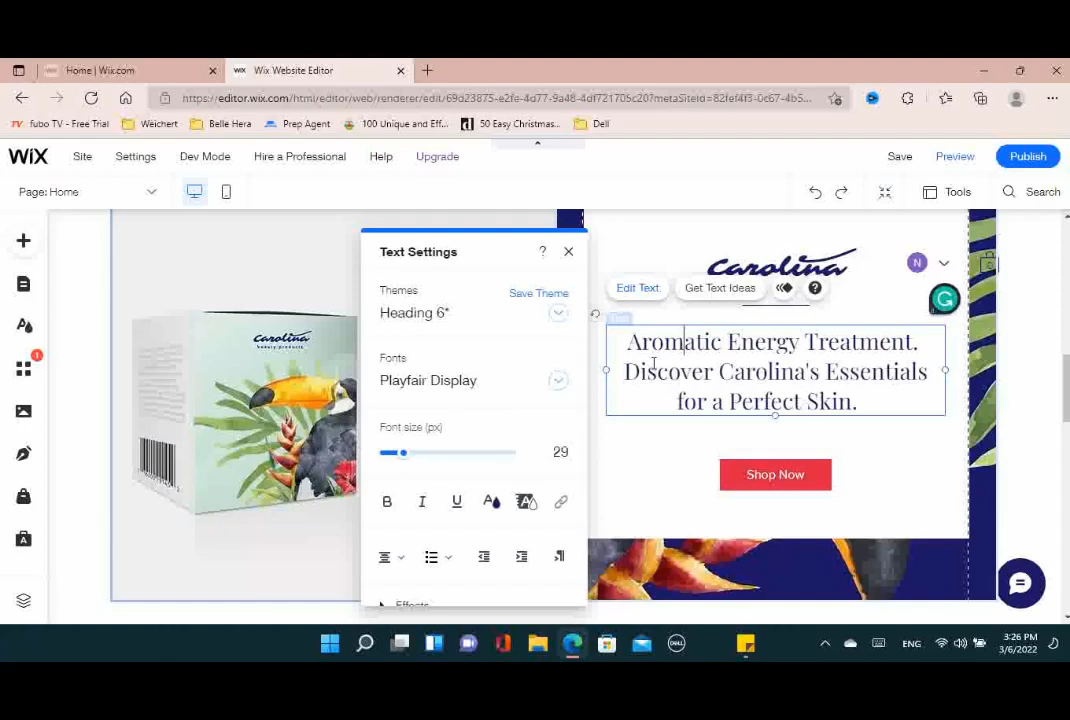 Home | Wix.com
WiX Wix Website Editor
https://editor.wix.com/html/editor/web/renderer/edit/69d23875-e2fe-4d77-9a48-4df721705c20?metaSiteId=82fef4f3-0c67-4b5...
TV fubo TV - Free Trial Weichert Belle Hera Prep Agent 100 Unique and Eff... 50 Easy Christmas... Dell
WiX Site Settings Dev Mode Hire a Professional Help Upgrade Save Preview Publish
Page: Home Tools Search
1
carolina
beauty products
Text Settings ?
Themes
Save Theme
Heading 6*
Fonts
Playfair Display
Font size (px)
29
B I U A A
Effects
carolina
N
Edit Text Get Text Ideas ?
Aromatic Energy Treatment.
Discover Carolina's Essentials
for a Perfect Skin.
Shop Now
DELL ENG 3:26 PM
3/6/2022